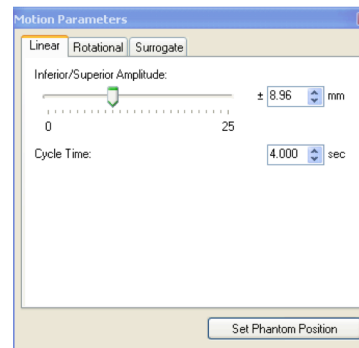 Motion Parameters
Linear Rotational Surrogate
Inferior/Superior Amplitude:
± 8.96 mm
0 25
Cycle Time: 4.000 sec
Set Phantom Position